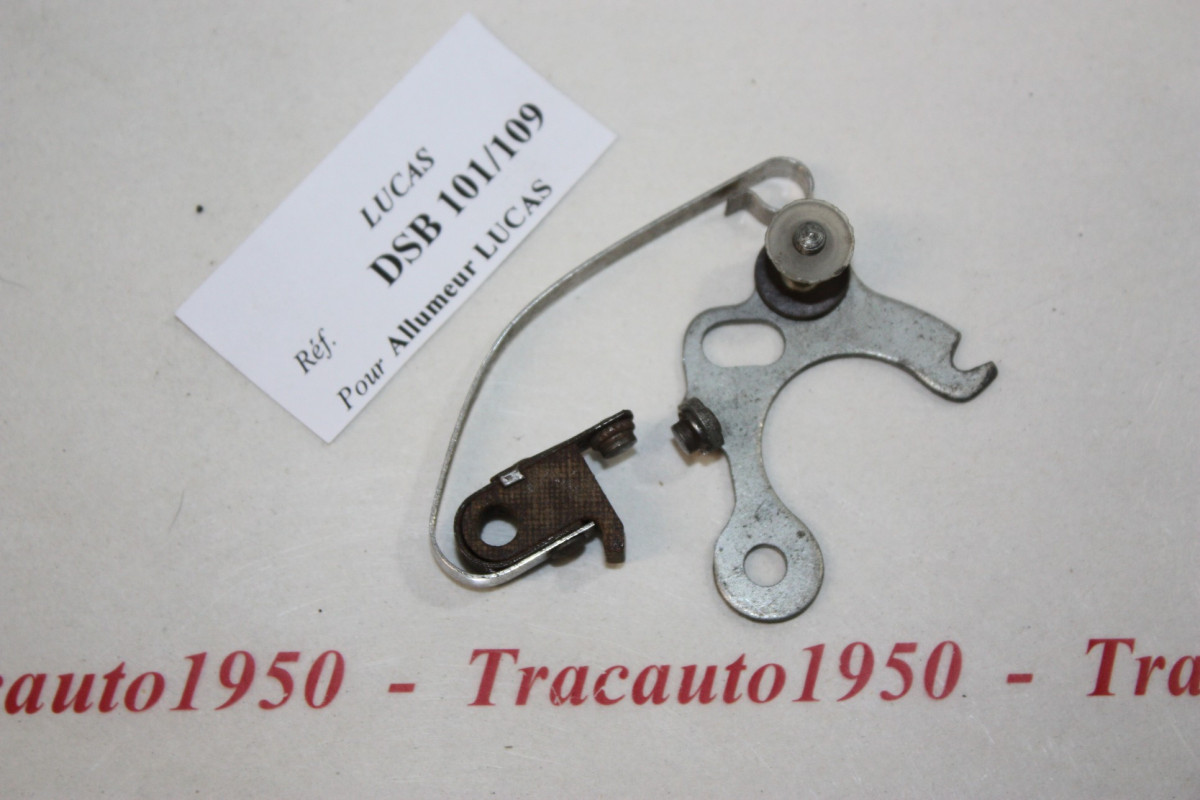 LUCAS
Réf. DSB 101/109
Pour Allumeur LUCAS
cauto1950 - Tracauto1950 - Tra